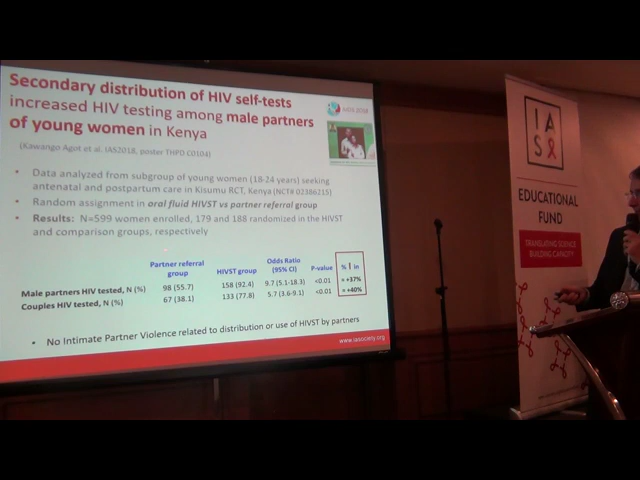 Secondary distribution of HIV self-tests
increased HIV testing among male partners
of young women in Kenya
(Kawango Agot et al. IAS2018, poster THPD C0104)
• Data analyzed from subgroup of young women (18-24 years) seeking
antenatal and postpartum care in Kisumu RCT, Kenya (NCT# 02386215)
• Random assignment in oral fluid HIVST vs partner referral group
• Results: N=599 women enrolled, 179 and 188 randomized in the HIVST
and comparison groups, respectively
Partner referral group HIVST group Odds Ratio (95% CI) P-value % ↑ in
Male partners HIV tested, N (%) 98 (55.7) 158 (92.4) 9.7 (5.1-18.3) <0.01 = +37%
Couples HIV tested, N (%) 67 (38.1) 133 (77.8) 5.7 (3.6-9.1) <0.01 = +40%
• No Intimate Partner Violence related to distribution or use of HIVST by partners
www.iasociety.org
IAS
EDUCATIONAL
FUND
TRANSLATING SCIENCE
BUILDING CAPACITY